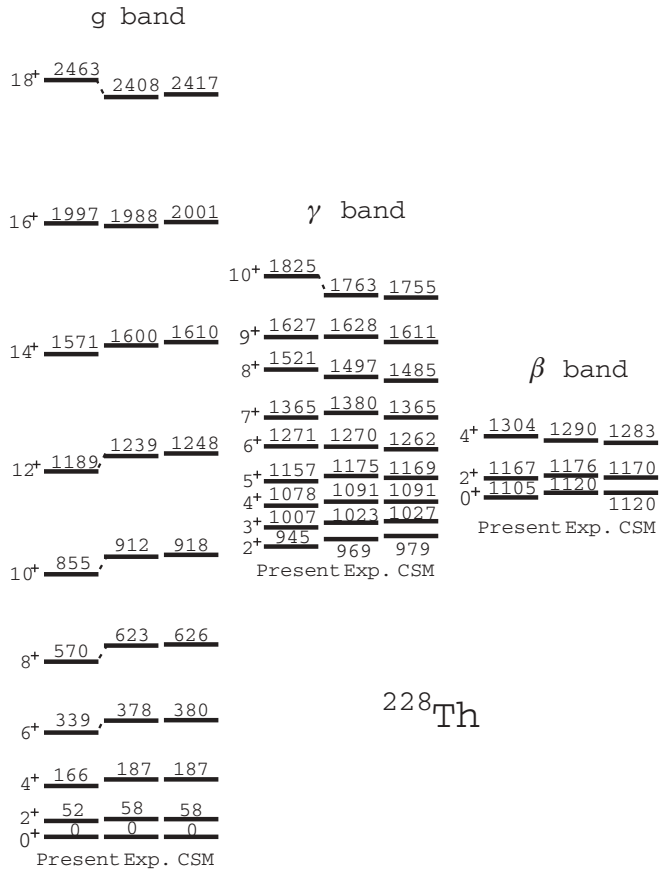 g band
18+ 2463 2408 2417
16+ 1997 1988 2001
14+ 1571 1600 1610
12+ 1189 1239 1248
10+ 855 912 918
8+ 570 623 626
6+ 339 378 380
4+ 166 187 187
2+ 52 58 58
0+ 0 0 0
Present Exp. CSM
γ band
10+ 1825 1763 1755
9+ 1627 1628 1611
8+ 1521 1497 1485
7+ 1365 1380 1365
6+ 1271 1270 1262
5+ 1157 1175 1169
4+ 1078 1091 1091
3+ 1007 1023 1027
2+ 945 969 979
Present Exp. CSM
β band
4+ 1304 1290 1283
2+ 1167 1176 1170
0+ 1105 1120 1120
Present Exp. CSM
228Th